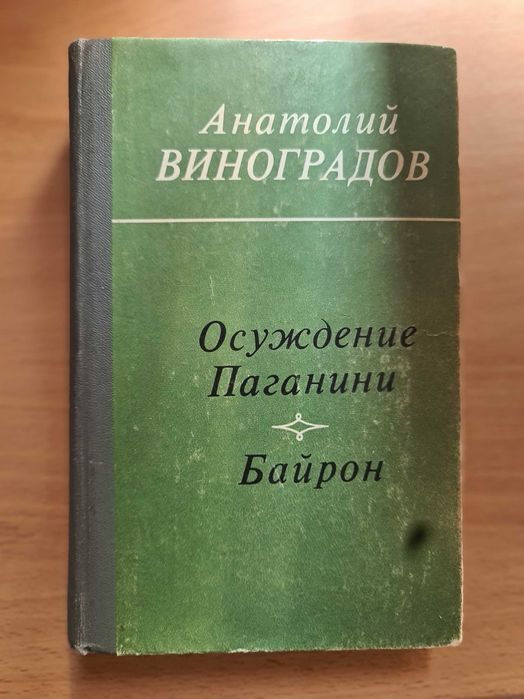 Анатолий
ВИНОГРАДОВ
Осуждение
Паганини
Байрон